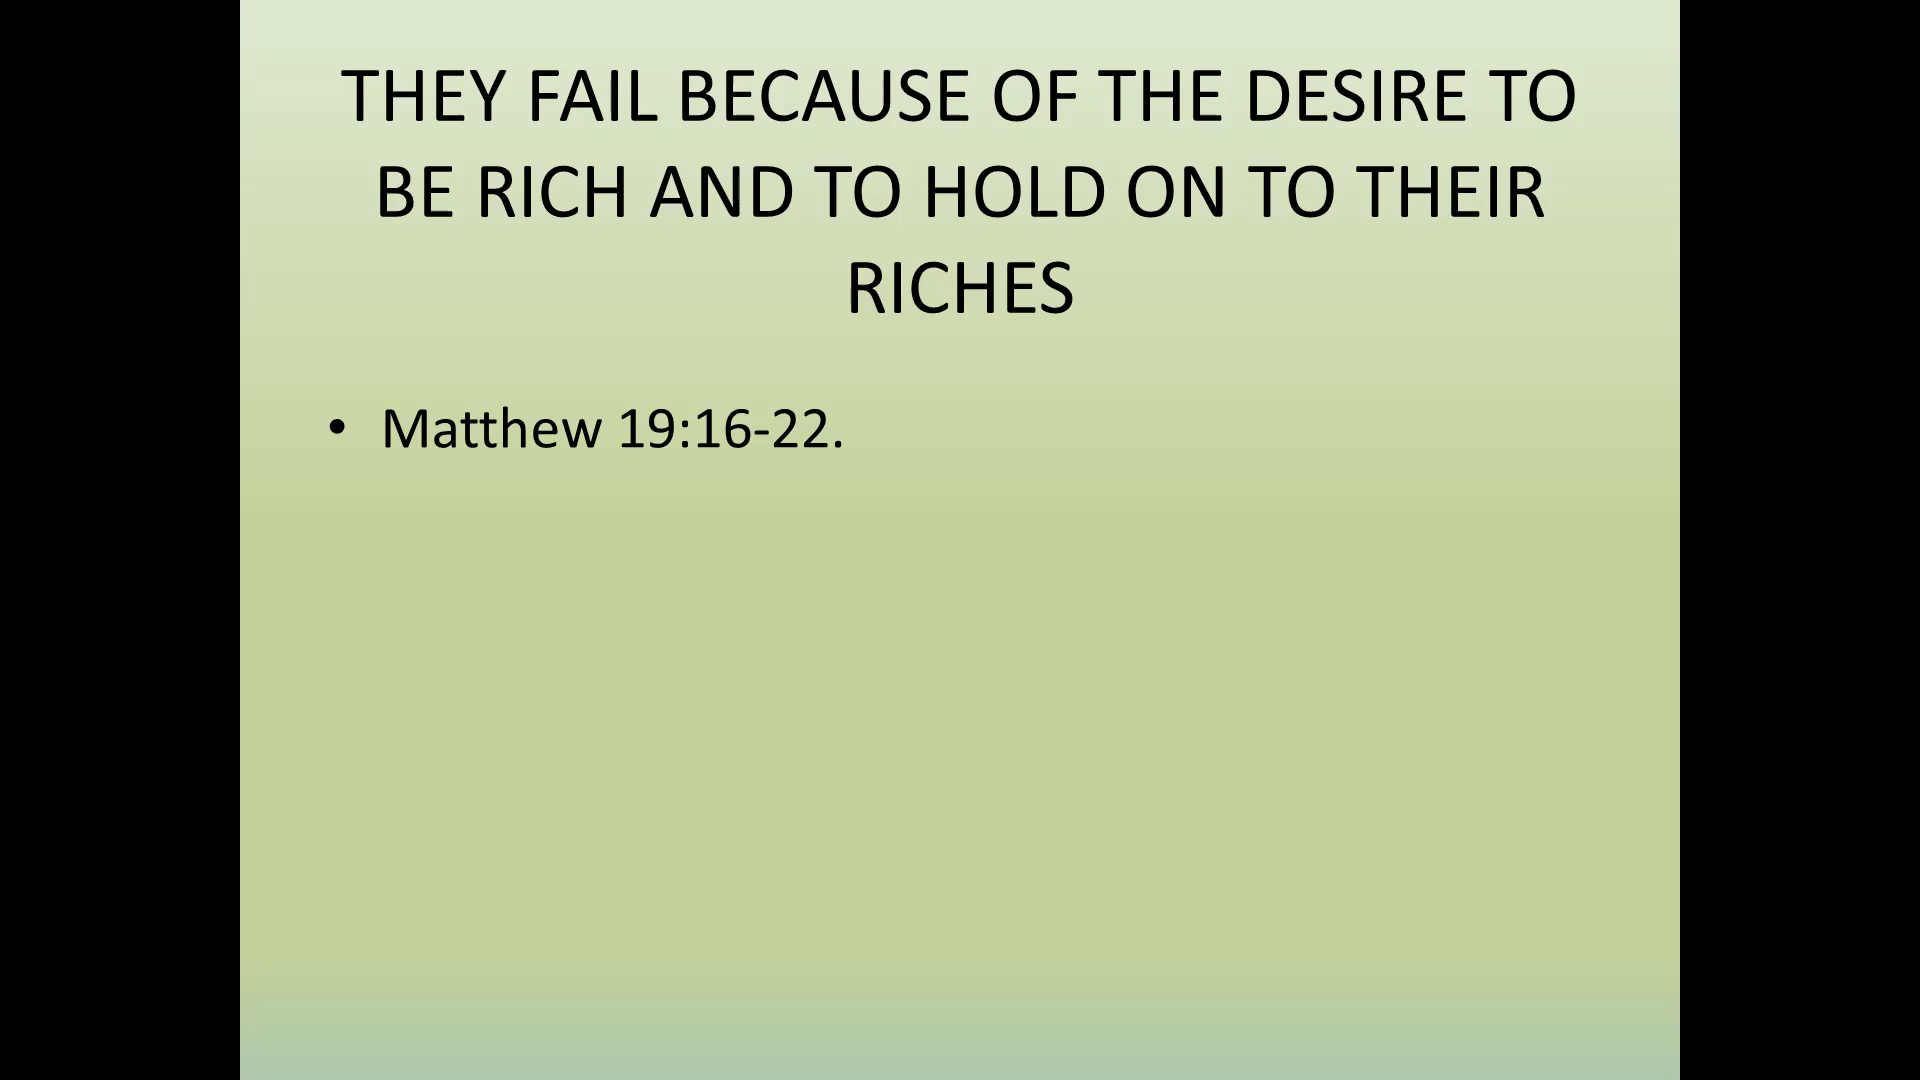 THEY FAIL BECAUSE OF THE DESIRE TO
BE RICH AND TO HOLD ON TO THEIR
RICHES
• Matthew 19:16-22.